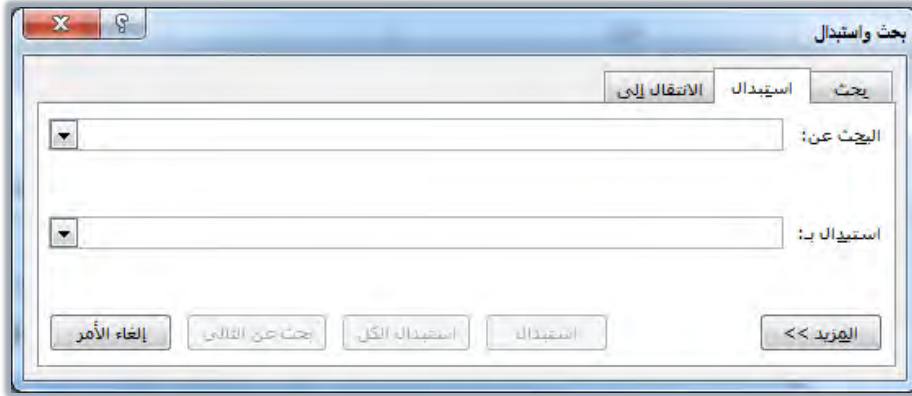 بحث واستبدال
بحث
استبدال
الانتقال إلى
البحث عن:
استبدال بـ:
المزيد >>
استبدال
استبدال الكل
بحث عن التالي
إلغاء الأمر